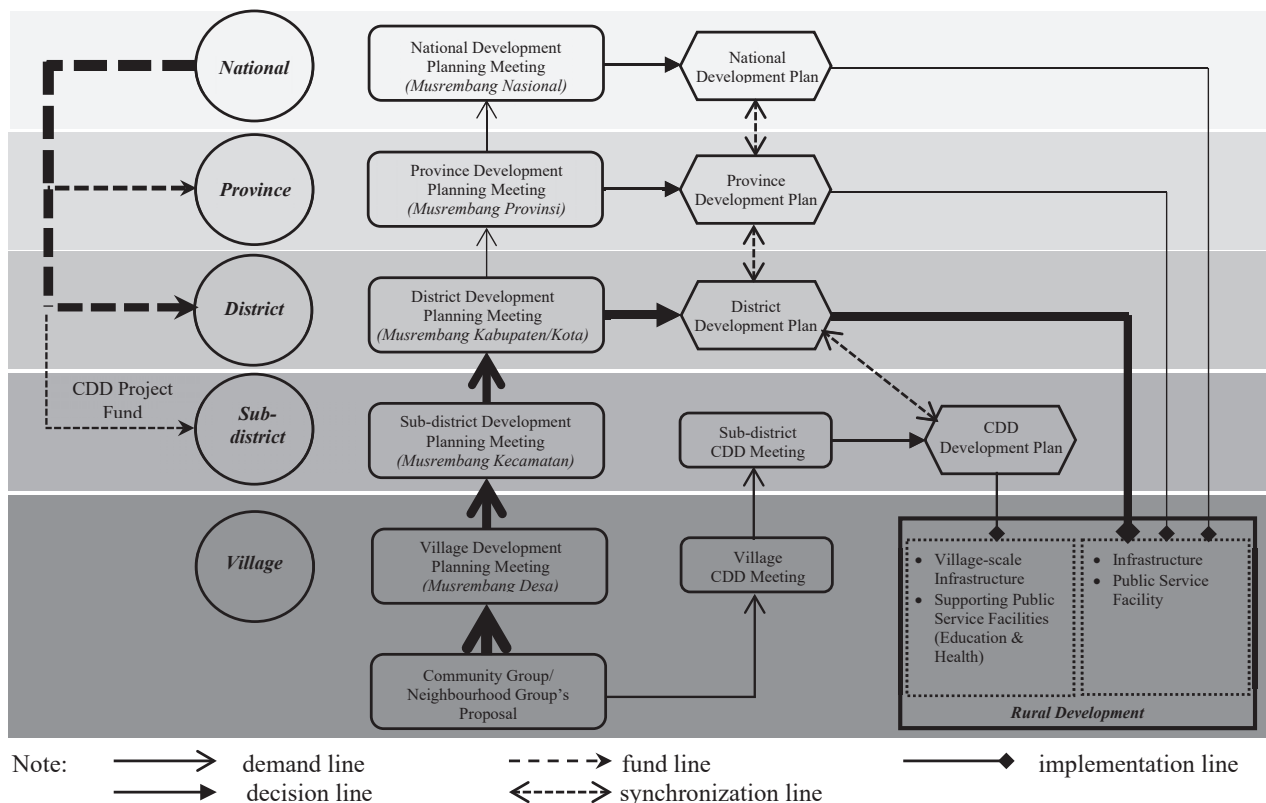 National
National Development
Planning Meeting
(Musrembang Nasional)
National
Development Plan
Province
Province Development
Planning Meeting
(Musrembang Provinsi)
Province
Development Plan
District
District Development
Planning Meeting
(Musrembang Kabupaten/Kota)
District
Development Plan
CDD Project
Fund
Sub-
district
Sub-district Development
Planning Meeting
(Musrembang Kecamatan)
Sub-district
CDD Meeting
CDD
Development Plan
Village
Village Development
Planning Meeting
(Musrembang Desa)
Village
CDD Meeting
• Village-scale
Infrastructure
• Supporting Public
Service Facilities
(Education &
Health)
• Infrastructure
• Public Service
Facility
Community Group/
Neighbourhood Group's
Proposal
Rural Development
Note:
demand line
fund line
implementation line
decision line
synchronization line